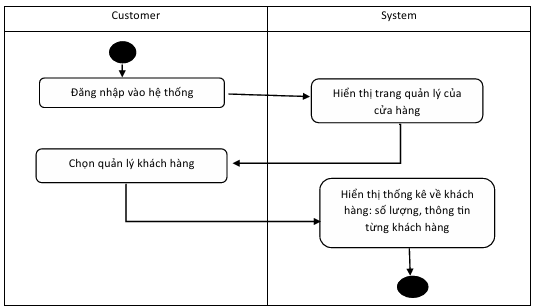 Customer
System
Đăng nhập vào hệ thống
Hiển thị trang quản lý của
cửa hàng
Chọn quản lý khách hàng
Hiển thị thống kê về khách
hàng: số lượng, thông tin
từng khách hàng